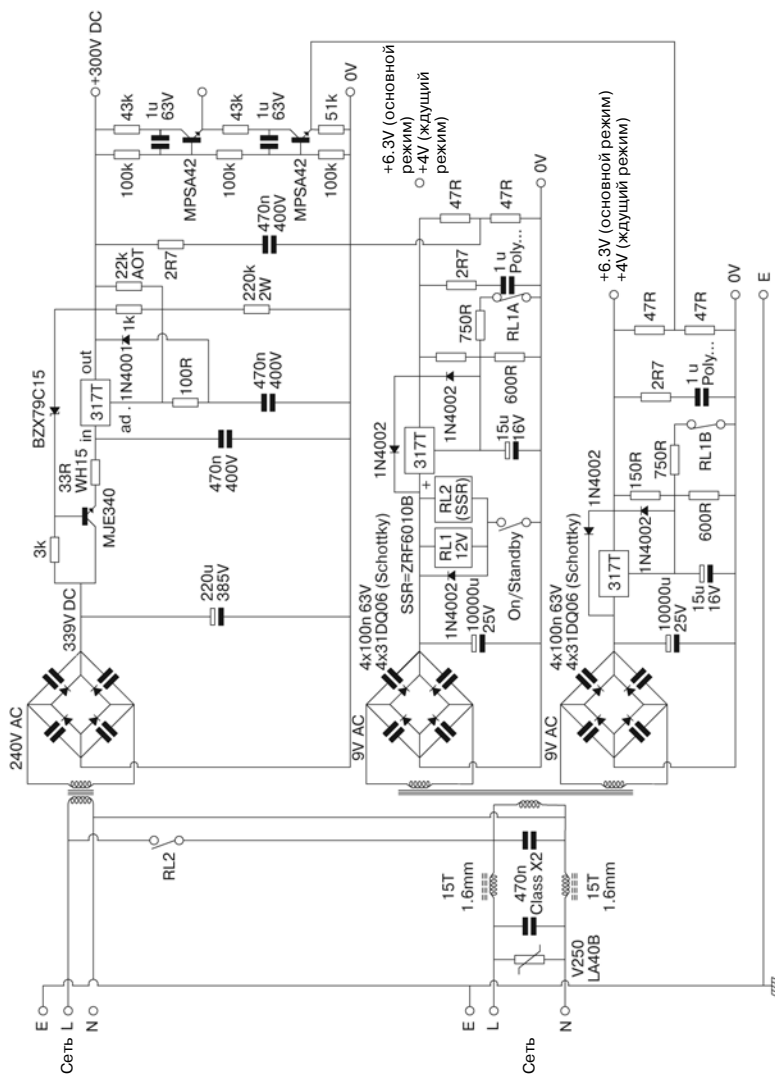 Сеть
E
L
N
RL2
240V AC
339V DC
220u
385V
3k
MJE340
33R
WH15
BZX79C15
in
317T
out
ad.
1N4001
1k
470n
400V
100R
470n
400V
22k
AOT
220k
2W
2R7
470n
400V
100k
43k
1u
63V
MPSA42
100k
43k
1u
63V
MPSA42
100k
51k
+300V DC
0V
Сеть
E
L
N
V250
LA40B
470n
Class X2
15T
1.6mm
15T
1.6mm
9V AC
4x100n 63V
4x31DQ06 (Schottky)
10000u
25V
1N4002
SSR=ZRF6010B
RL1
12V
RL2
(SSR)
+
On/Standby
317T
1N4002
1N4002
15u
16V
600R
750R
RL1A
2R7
1 u
Poly...
47R
47R
+6.3V (основной
режим)
+4V (ждущий
режим)
0V
9V AC
4x100n 63V
4x31DQ06 (Schottky)
10000u
25V
317T
1N4002
1N4002
15u
16V
150R
600R
750R
RL1B
2R7
1 u
Poly...
47R
47R
+6.3V (основной режим)
+4V (ждущий режим)
0V
E